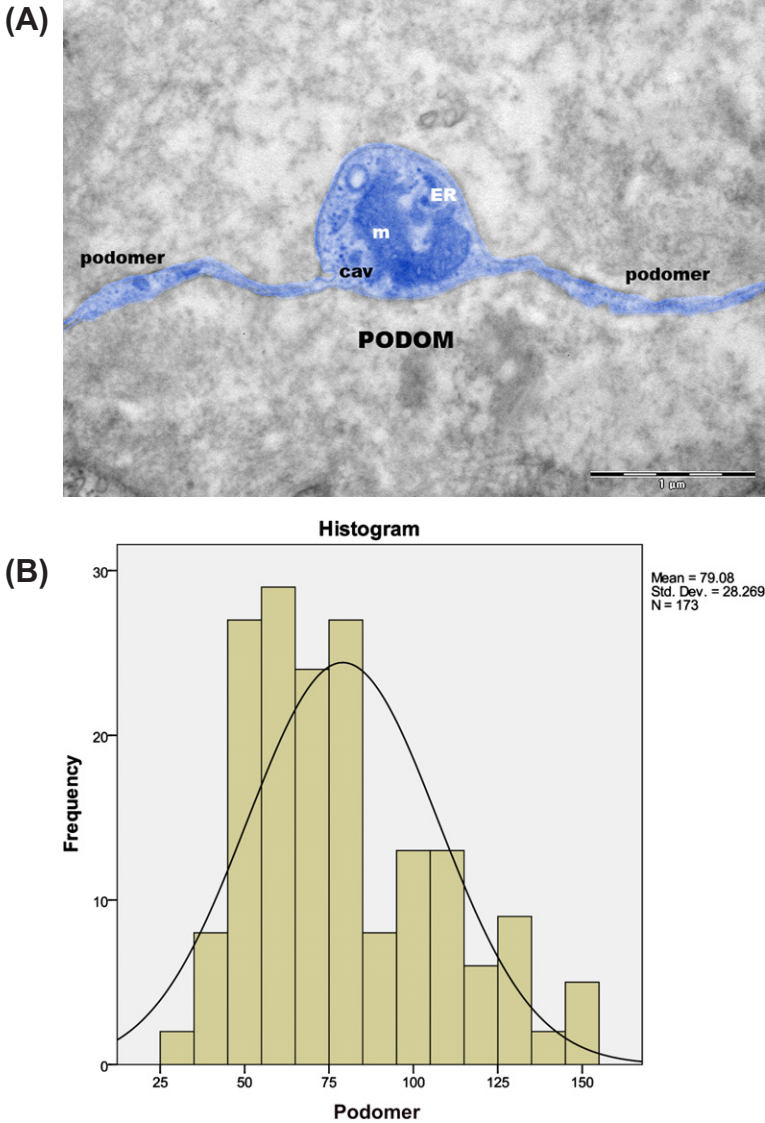 (A)
ER
m
podomer
cav
podomer
PODOM
1 µm
Histogram
(B)
30
Mean = 79.08
Std. Dev. = 28.269
N = 173
20
Frequency
10
0
25 50 75 100 125 150
Podomer